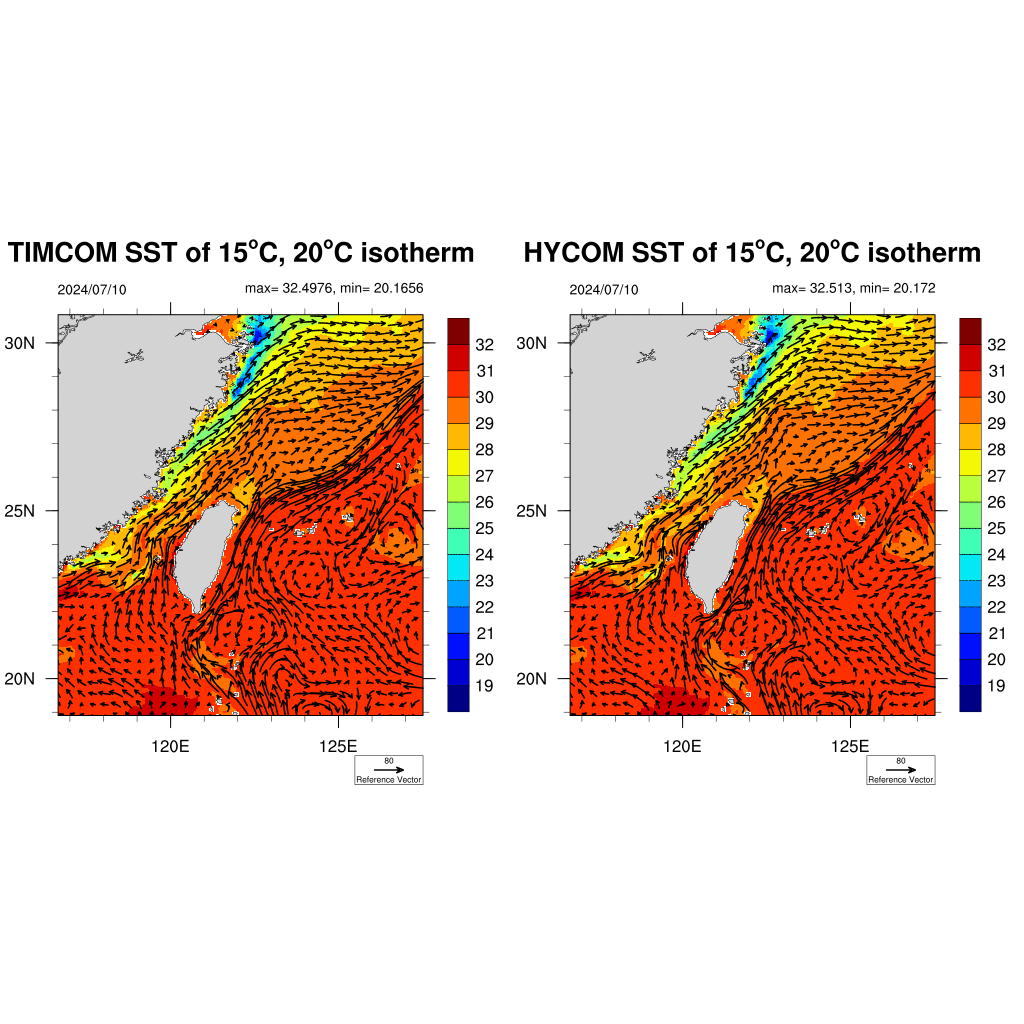 TIMCOM SST of 15°C, 20°C isotherm
2024/07/10
max= 32.4976, min= 20.1656
30N
25N
20N
120E
125E
32
31
30
29
28
27
26
25
24
23
22
21
20
19
80
Reference Vector
HYCOM SST of 15°C, 20°C isotherm
2024/07/10
max= 32.513, min= 20.172
30N
25N
20N
120E
125E
32
31
30
29
28
27
26
25
24
23
22
21
20
19
80
Reference Vector